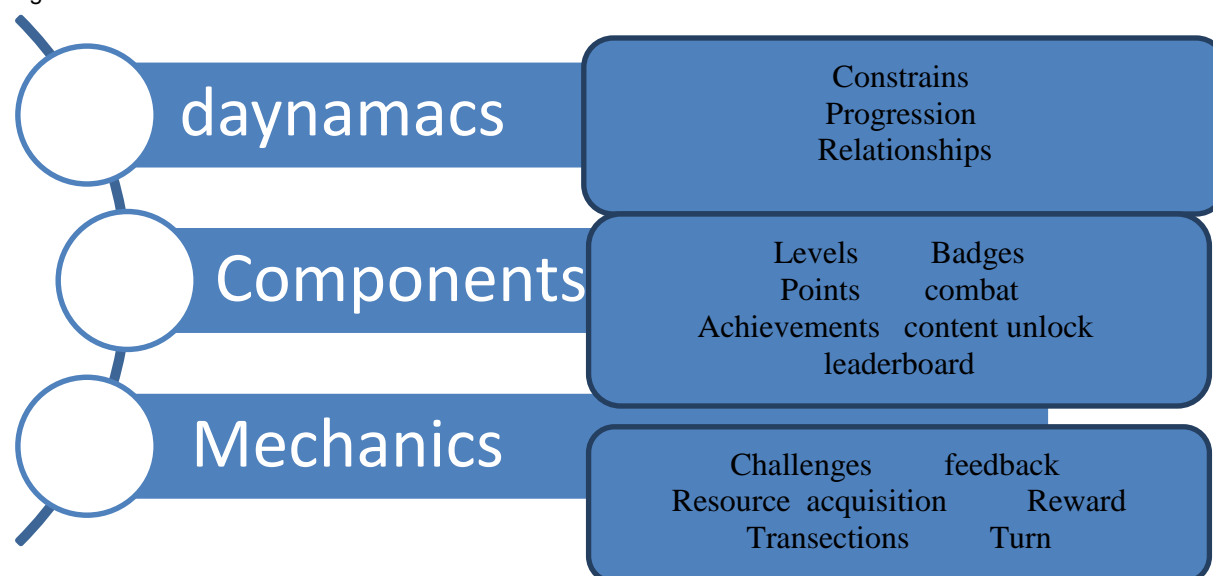 daynamacs
Constrains
Progression
Relationships
Components
Levels Badges
Points combat
Achievements content unlock
leaderboard
Mechanics
Challenges feedback
Resource acquisition Reward
Transections Turn